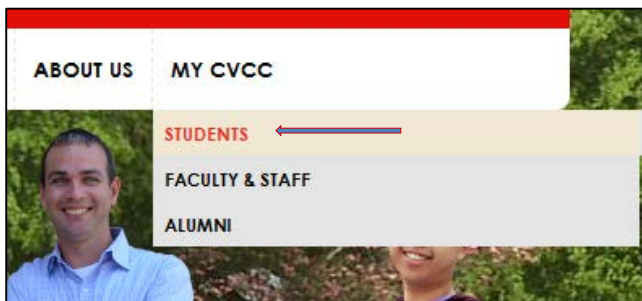 ABOUT US MY CVCC
STUDENTS
FACULTY & STAFF
ALUMNI